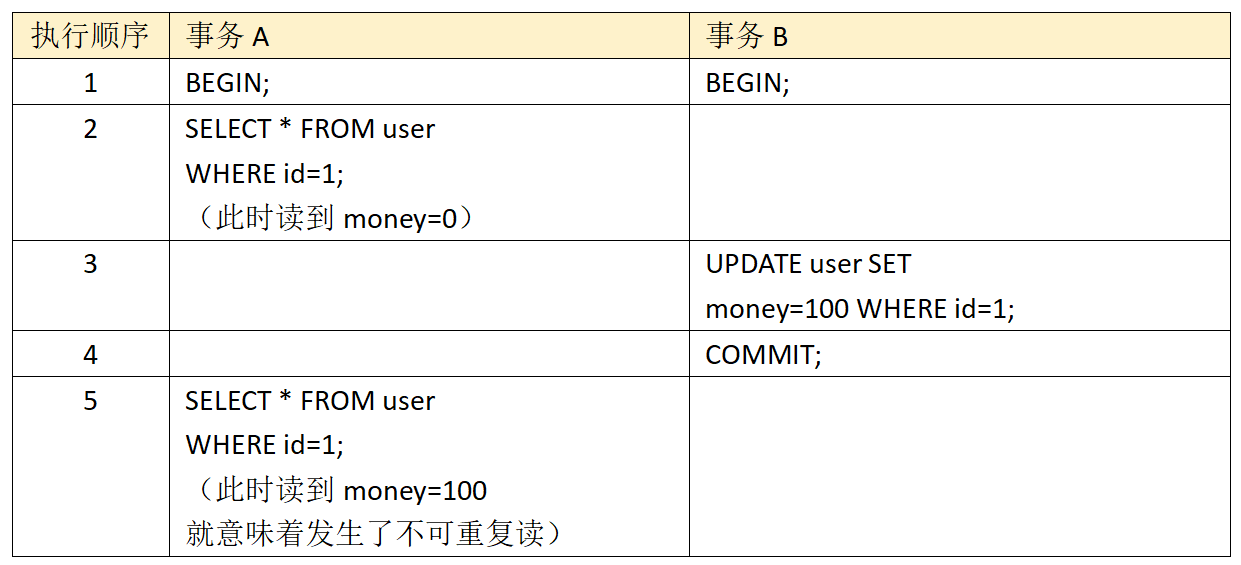 执行顺序 事务 A 事务 B
1 BEGIN; BEGIN;
2 SELECT * FROM user
WHERE id=1;
（此时读到 money=0）
3 UPDATE user SET
money=100 WHERE id=1;
4 COMMIT;
5 SELECT * FROM user
WHERE id=1;
（此时读到 money=100
就意味着发生了不可重复读）